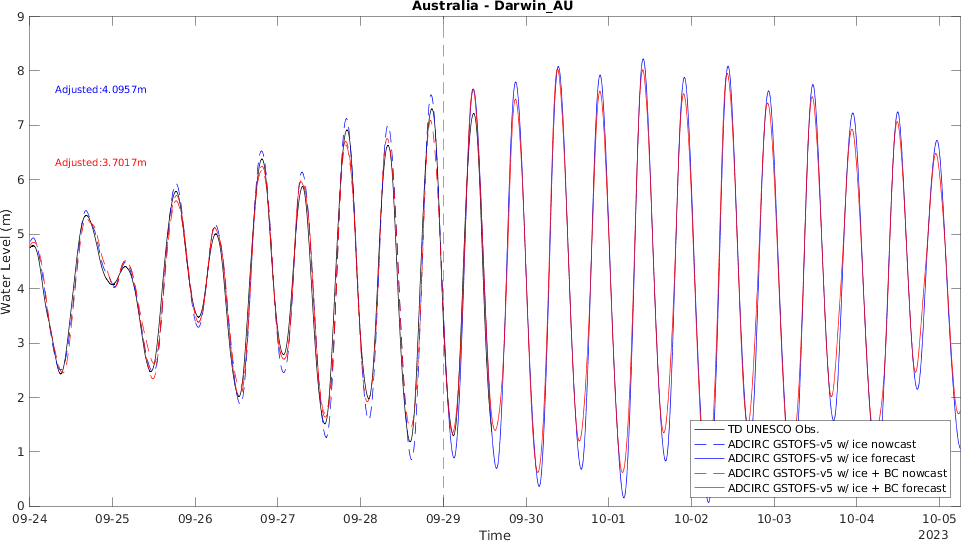 Australia - Darwin_AU
9
8
7
6
5
4
3
2
1
0
Water Level (m)
Adjusted:4.0957m
Adjusted:3.7017m
TD UNESCO Obs.
ADCIRC GSTOFS-v5 w/ ice nowcast
ADCIRC GSTOFS-v5 w/ ice forecast
ADCIRC GSTOFS-v5 w/ ice + BC nowcast
ADCIRC GSTOFS-v5 w/ ice + BC forecast
09-24 09-25 09-26 09-27 09-28 09-29 09-30 10-01 10-02 10-03 10-04 10-05
Time
2023